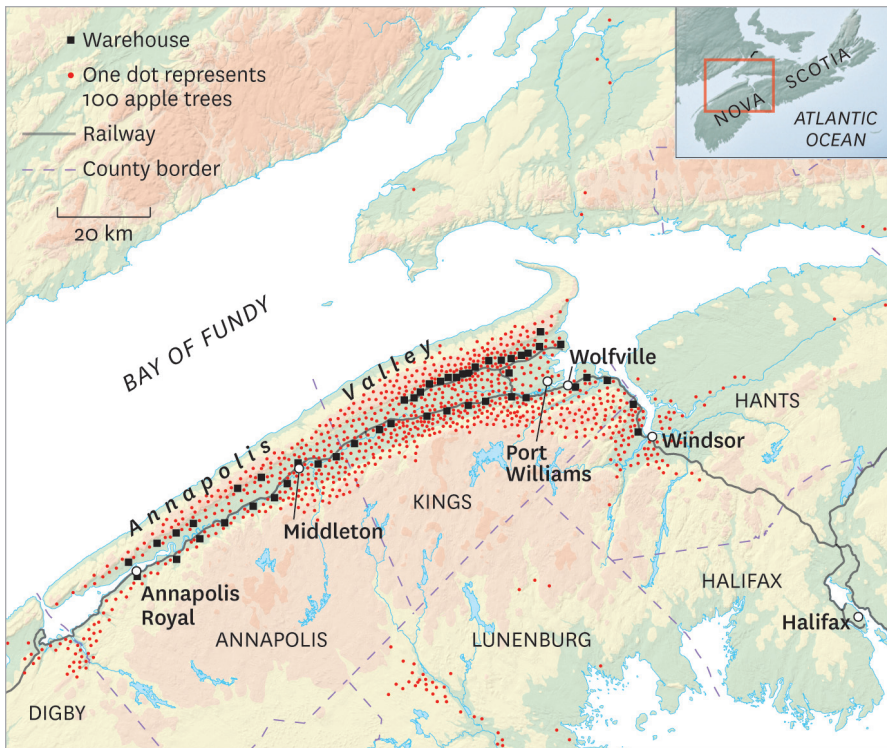 Warehouse
One dot represents
100 apple trees
Railway
County border
20 km
NOVA SCOTIA
ATLANTIC
OCEAN
BAY OF FUNDY
Annapolis Valley
Wolfville
HANTS
Windsor
Port
Williams
KINGS
Middleton
Annapolis
Royal
HALIFAX
Halifax
ANNAPOLIS
LUNENBURG
DIGBY